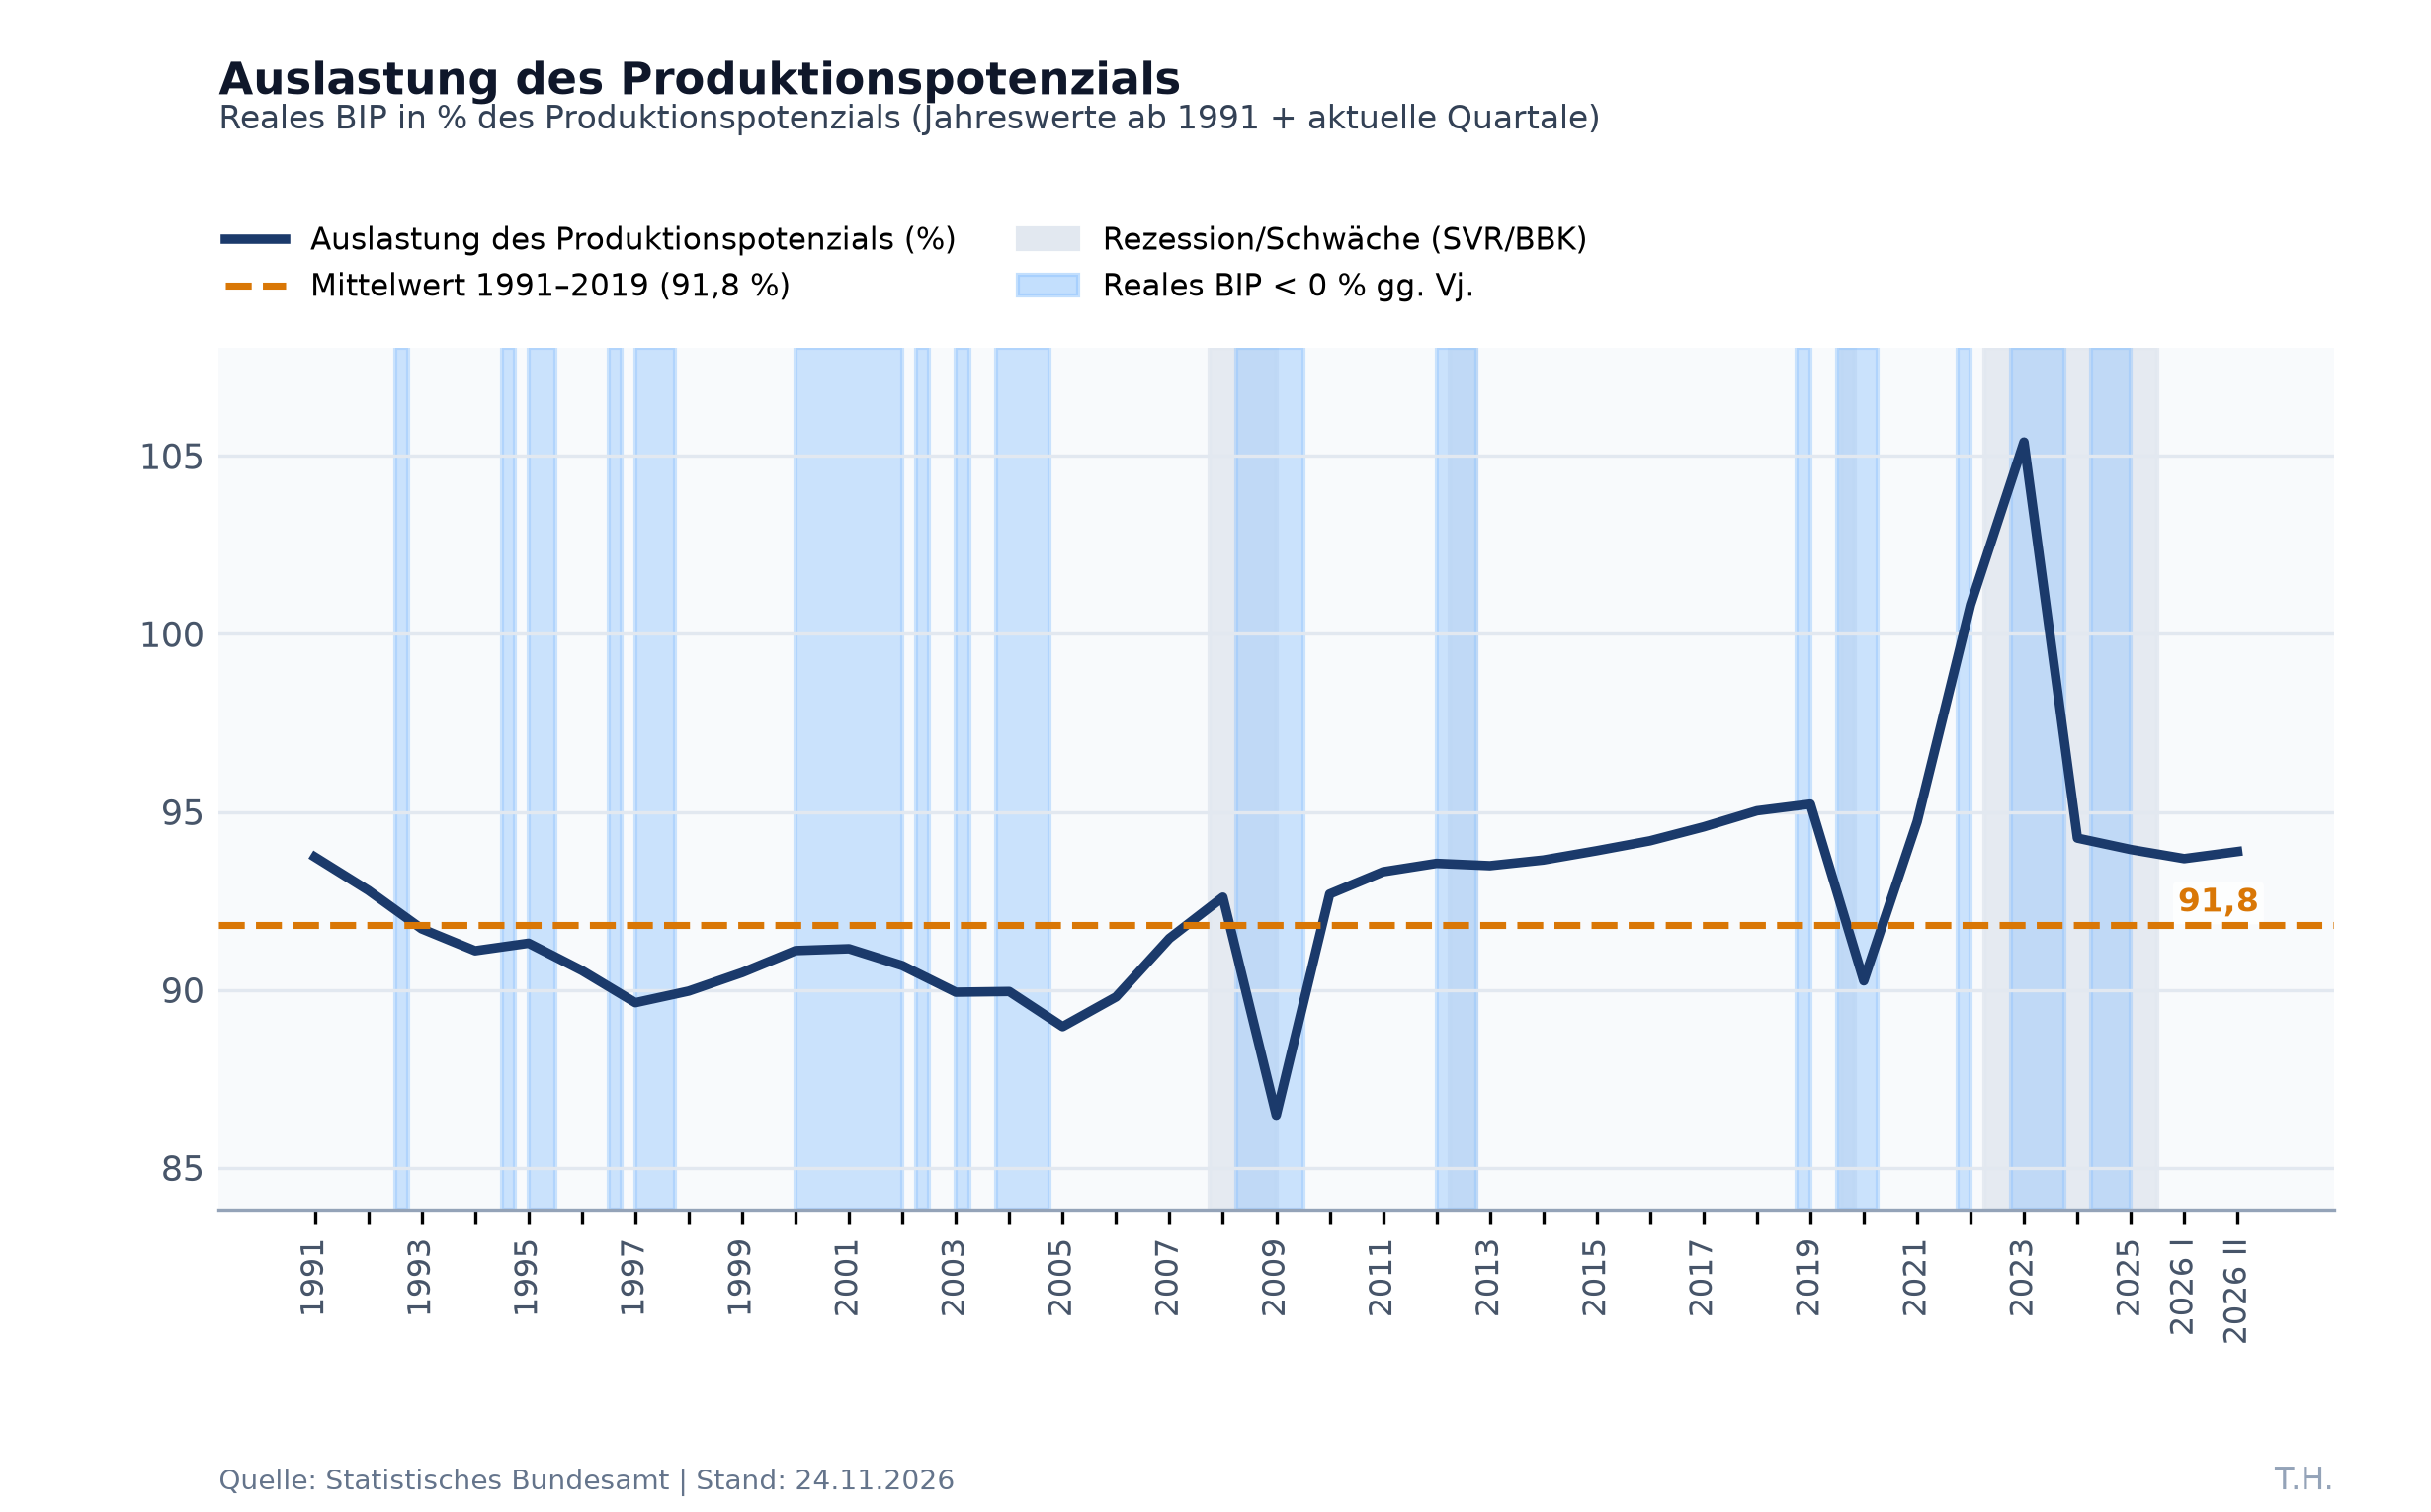 Auslastung des Produktionspotenzials
Reales BIP in % des Produktionspotenzials (Jahreswerte ab 1991 + aktuelle Quartale)
Auslastung des Produktionspotenzials (%)
Mittelwert 1991–2019 (91,8 %)
Rezession/Schwäche (SVR/BBK)
Reales BIP < 0 % gg. Vj.
105
100
95
90
85
91,8
1991
1993
1995
1997
1999
2001
2003
2005
2007
2009
2011
2013
2015
2017
2019
2021
2023
2025
2026 I
2026 II
Quelle: Statistisches Bundesamt | Stand: 24.11.2026
T.H.